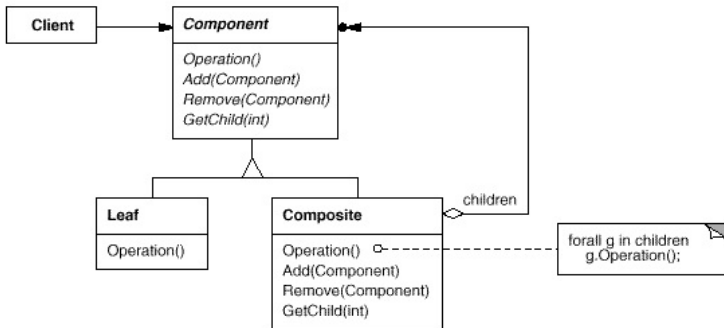 Client
Component
Operation()
Add(Component)
Remove(Component)
GetChild(int)
children
Leaf
Operation()
Composite
Operation()
Add(Component)
Remove(Component)
GetChild(int)
forall g in children
g.Operation();